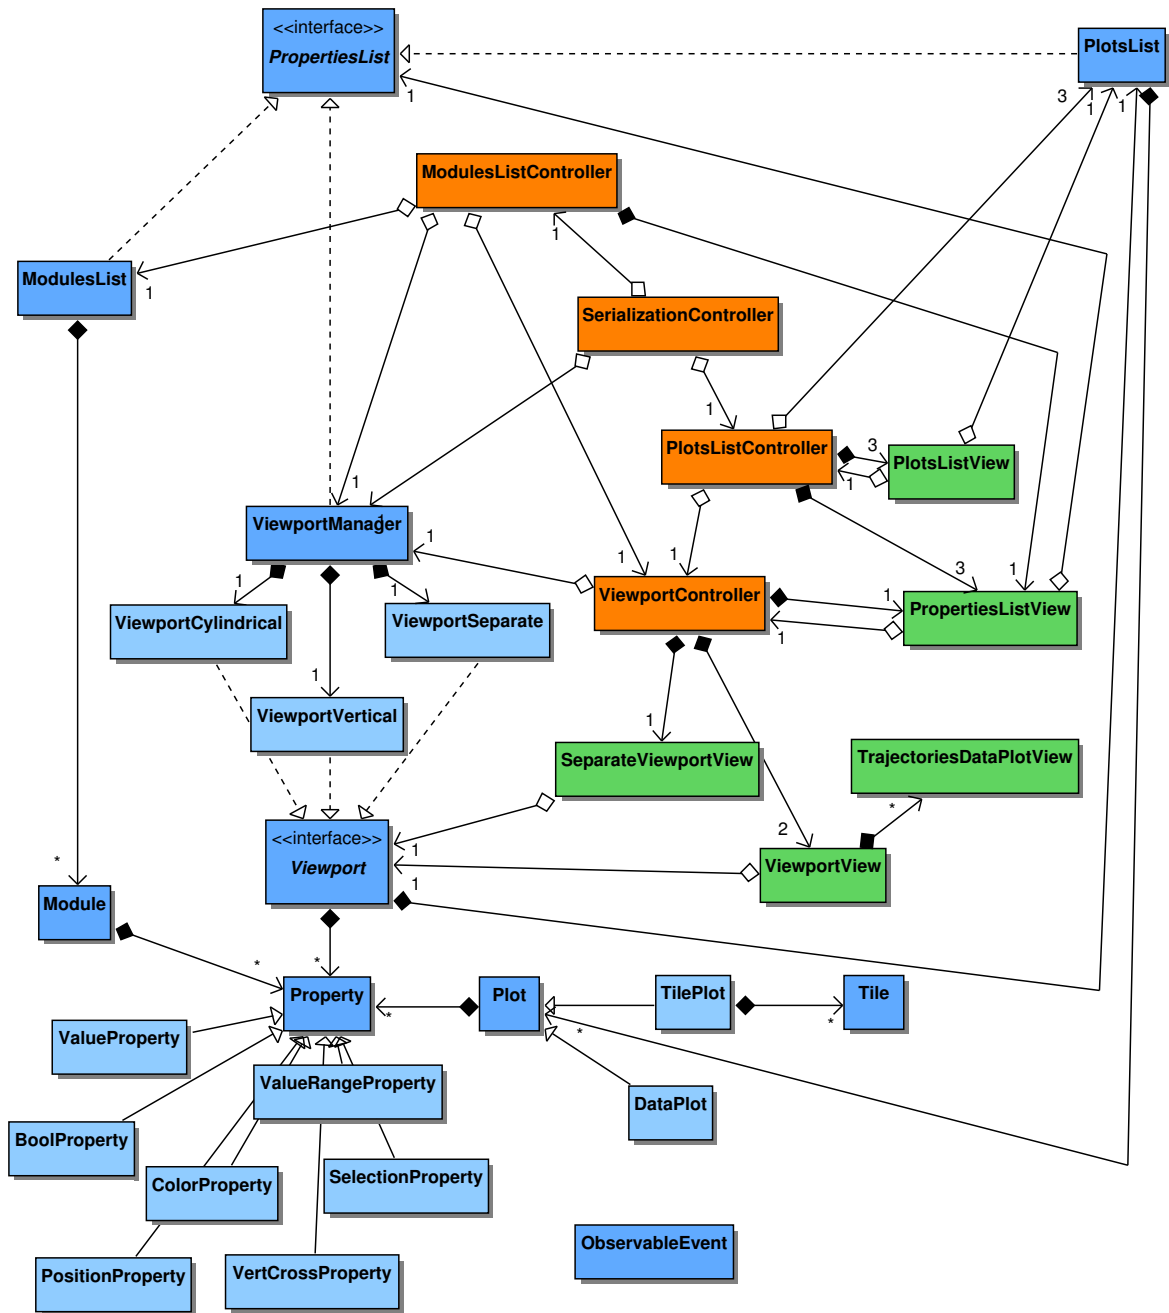 <<interface>>
PropertiesList
PlotsList
1
3
1
1
ModulesListController
ModulesList
1
1
SerializationController
1
PlotsListController
3
1
PlotsListView
1
ViewportManager
1
1
1
1
1
3
1
ViewportController
1
1
PropertiesListView
ViewportCylindrical
1
ViewportSeparate
1
ViewportVertical
1
SeparateViewportView
TrajectoriesDataPlotView
*
<<interface>>
Viewport
1
1
2
ViewportView
*
Module
*
*
Property
*
Plot
*
TilePlot
*
Tile
ValueProperty
ValueRangeProperty
DataPlot
BoolProperty
ColorProperty
SelectionProperty
PositionProperty
VertCrossProperty
ObservableEvent